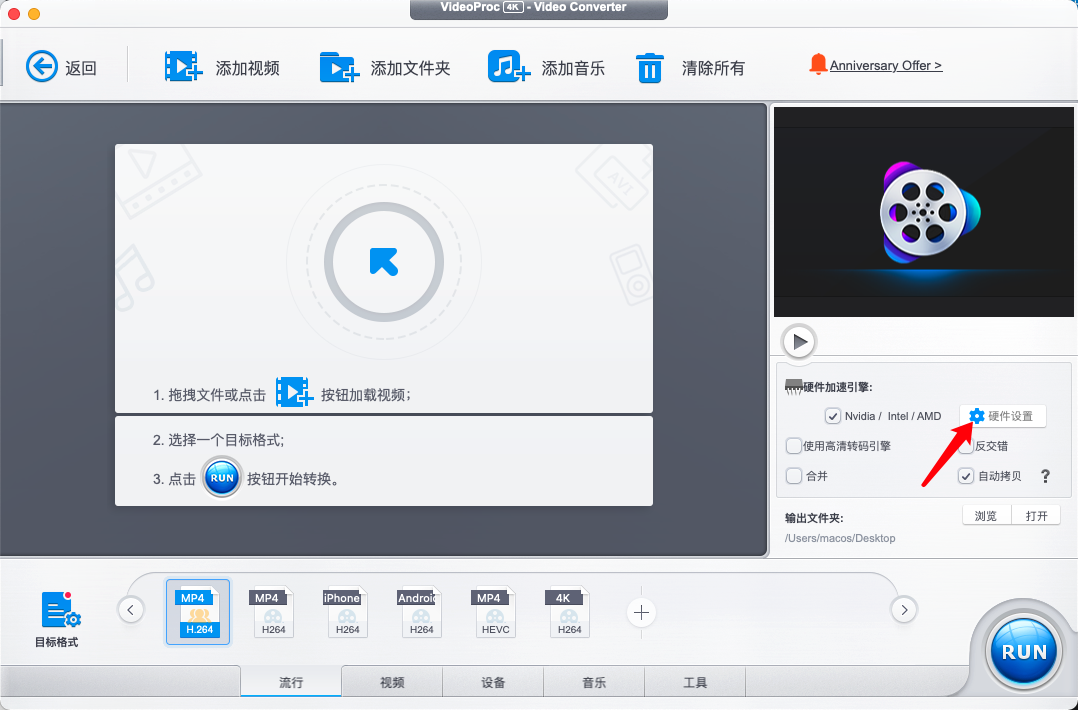 VideoProc 4K - Video Converter
返回
添加视频
添加文件夹
添加音乐
清除所有
Anniversary Offer >
AVI
1. 拖拽文件或点击 按钮加载视频；
2. 选择一个目标格式；
3. 点击 RUN 按钮开始转换。
硬件加速引擎:
Nvidia / Intel / AMD
硬件设置
使用高清转码引擎
反交错
合并
自动拷贝
?
输出文件夹:
浏览
打开
/Users/macos/Desktop
目标格式
MP4
H.264
MP4
H264
iPhone
H264
Android
H264
MP4
HEVC
4K
H264
RUN
流行
视频
设备
音乐
工具